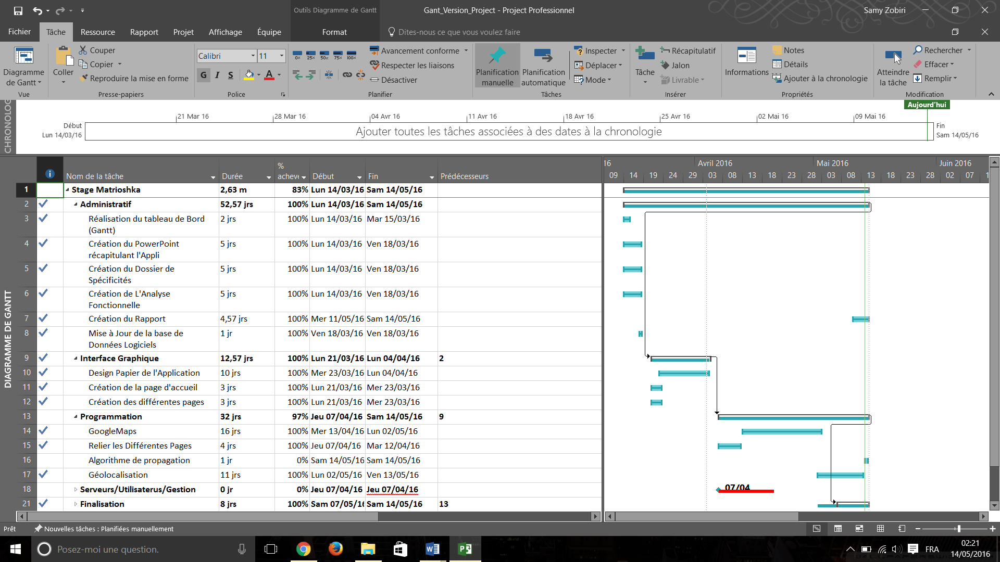 Outils Diagramme de Gantt
Gant_Version_Project - Project Professionnel
Samy Zobiri
Fichier Tâche Ressource Rapport Projet Affichage Équipe Format Dites-nous ce que vous voulez faire
Diagramme de Gantt
Vue
Coller
Couper
Copier
Reproduire la mise en forme
Presse-papiers
Calibri 11
G I S A
Police
0% 25% 50% 75% 100%
Avancement conforme
Respecter les liaisons
Désactiver
Planifier
Planification manuelle
Planification automatique
Inspecter
Déplacer
Mode
Tâches
Tâche
Récapitulatif
Jalon
Livrable
Insérer
Informations
Notes
Détails
Ajouter à la chronologie
Propriétés
Atteindre la tâche
Rechercher
Effacer
Remplir
Modification
CHRONOLOG
Aujourd'hui
21 Mar 16 28 Mar 16 04 Avr 16 11 Avr 16 18 Avr 16 25 Avr 16 02 Mai 16 09 Mai 16
Début
Lun 14/03/16
Ajouter toutes les tâches associées à des dates à la chronologie
Fin
Sam 14/05/16
DIAGRAMME DE GANTT
Nom de la tâche Durée % achevé Début Fin Prédécesseurs
16 Avril 2016 Mai 2016 Juin 2016
09 14 19 24 29 03 08 13 18 23 28 03 08 13 18 23 28 02 07 1
1 Stage Matrioshka 2,63 m 83% Lun 14/03/16 Sam 14/05/16
2 Administratif 52,57 jrs 100% Lun 14/03/16 Sam 14/05/16
3 Réalisation du tableau de Bord (Gantt) 2 jrs 100% Lun 14/03/16 Mar 15/03/16
4 Création du PowerPoint récapitulant l'Appli 5 jrs 100% Lun 14/03/16 Ven 18/03/16
5 Création du Dossier de Spécificités 5 jrs 100% Lun 14/03/16 Ven 18/03/16
6 Création de L'Analyse Fonctionnelle 5 jrs 100% Lun 14/03/16 Ven 18/03/16
7 Création du Rapport 4,57 jrs 100% Mer 11/05/16 Sam 14/05/16
8 Mise à Jour de la base de Données Logiciels 1 jr 100% Ven 18/03/16 Ven 18/03/16
9 Interface Graphique 12,57 jrs 100% Lun 21/03/16 Lun 04/04/16 2
10 Design Papier de l'Application 10 jrs 100% Mer 23/03/16 Lun 04/04/16
11 Création de la page d'accueil 3 jrs 100% Lun 21/03/16 Mer 23/03/16
12 Création des différentes pages 3 jrs 100% Lun 21/03/16 Mer 23/03/16
13 Programmation 32 jrs 97% Jeu 07/04/16 Sam 14/05/16 9
14 GoogleMaps 16 jrs 100% Mer 13/04/16 Lun 02/05/16
15 Relier les Différentes Pages 4 jrs 100% Jeu 07/04/16 Mar 12/04/16
16 Algorithme de propagation 1 jr 0% Sam 14/05/16 Sam 14/05/16
17 Géolocalisation 11 jrs 100% Lun 02/05/16 Ven 13/05/16
18 Serveurs/Utilisaterus/Gestion 0 jr 0% Jeu 07/04/16 Jeu 07/04/16 07/04
21 Finalisation 8 jrs 100% Sam 07/05/16 Sam 14/05/16 13
Prêt Nouvelles tâches : Planifiées manuellement
Posez-moi une question.
FRA
02:21
14/05/2016